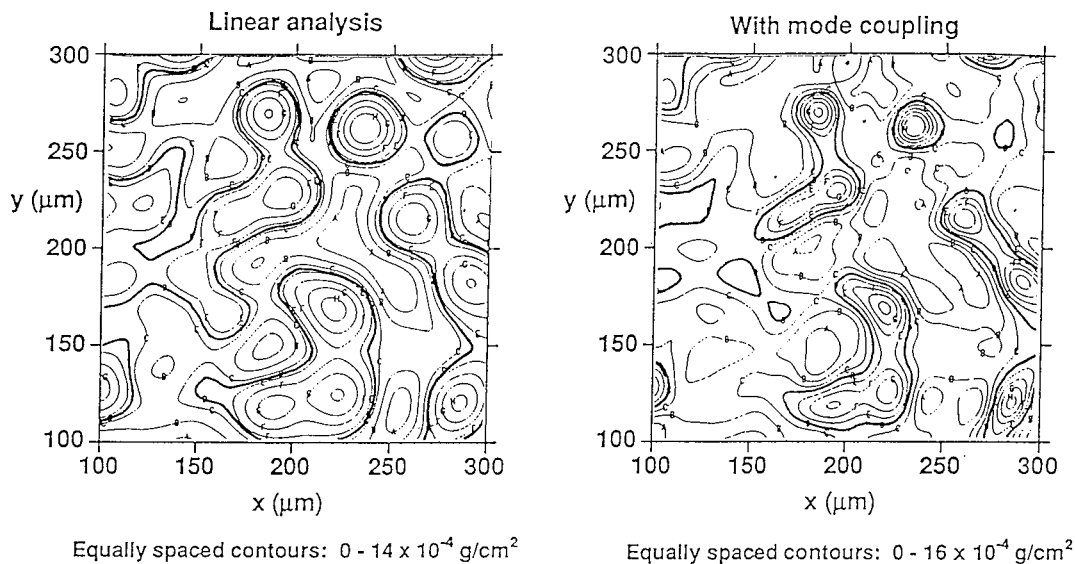 Linear analysis
300
250
y (μm)
200
150
100
100 150 200 250 300
x (μm)
Equally spaced contours: 0 - 14 x 10⁻⁴ g/cm²
With mode coupling
300
250
y (μm)
200
150
100
100 150 200 250 300
x (μm)
Equally spaced contours: 0 - 16 x 10⁻⁴ g/cm²